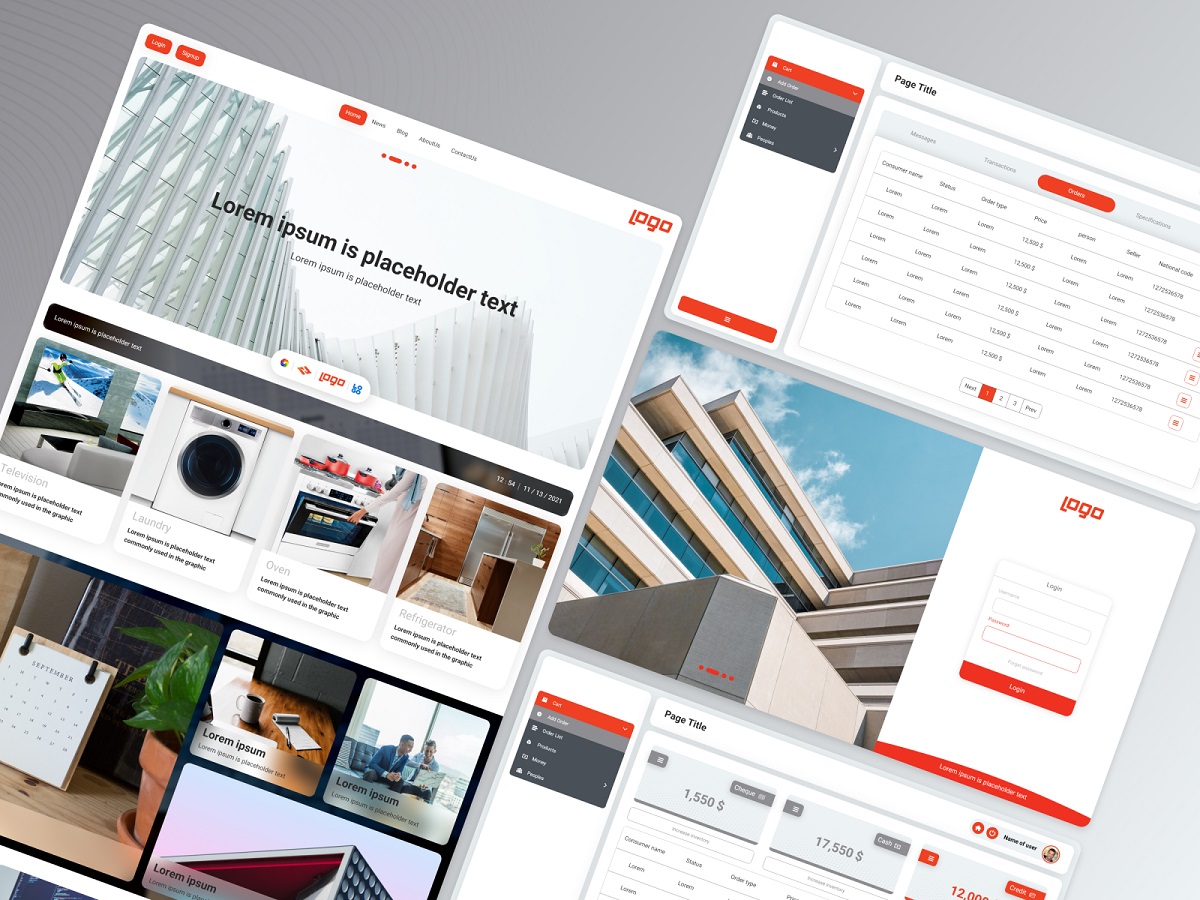 Login
Signup
Home
News
Blog
AboutUs
ContactUs
Logo
Lorem ipsum is placeholder text
Lorem ipsum is placeholder text
Logo
Lorem ipsum is placeholder text
12 : 54 | 11 / 13 / 2021
Television
Lorem ipsum is placeholder text
commonly used in the graphic
Laundry
Lorem ipsum is placeholder text
commonly used in the graphic
Oven
Lorem ipsum is placeholder text
commonly used in the graphic
Refrigerator
Lorem ipsum is placeholder text
commonly used in the graphic
SEPTEMBER
Lorem ipsum
Lorem ipsum is placeholder text
Lorem ipsum
Lorem ipsum is placeholder text
Lorem ipsum
Cart
Add Order
Order List
Products
Money
Peoples
Page Title
Messages
Transactions
Orders
Specifications
Consumer name Status Order type Price person Seller National code
Lorem Lorem Lorem 12,500 $ Lorem Lorem 1272536578
Lorem Lorem Lorem 12,500 $ Lorem Lorem 1272536578
Lorem Lorem Lorem 12,500 $ Lorem Lorem 1272536578
Lorem Lorem Lorem 12,500 $ Lorem Lorem 1272536578
Lorem Lorem Lorem 12,500 $ Lorem Lorem 1272536578
Lorem Lorem Lorem 12,500 $ Lorem Lorem 1272536578
Next 1 2 3 Prev
Logo
Login
Username
Password
Forgot password
Login
Lorem ipsum is placeholder text
Cart
Add Order
Order List
Products
Money
Peoples
Page Title
Name of user
Cheque
1,550 $
Increase inventory
Cash
17,550 $
Increase inventory
Credit
12,000
Consumer name Status Order type
Lorem Lorem Lorem
Lorem